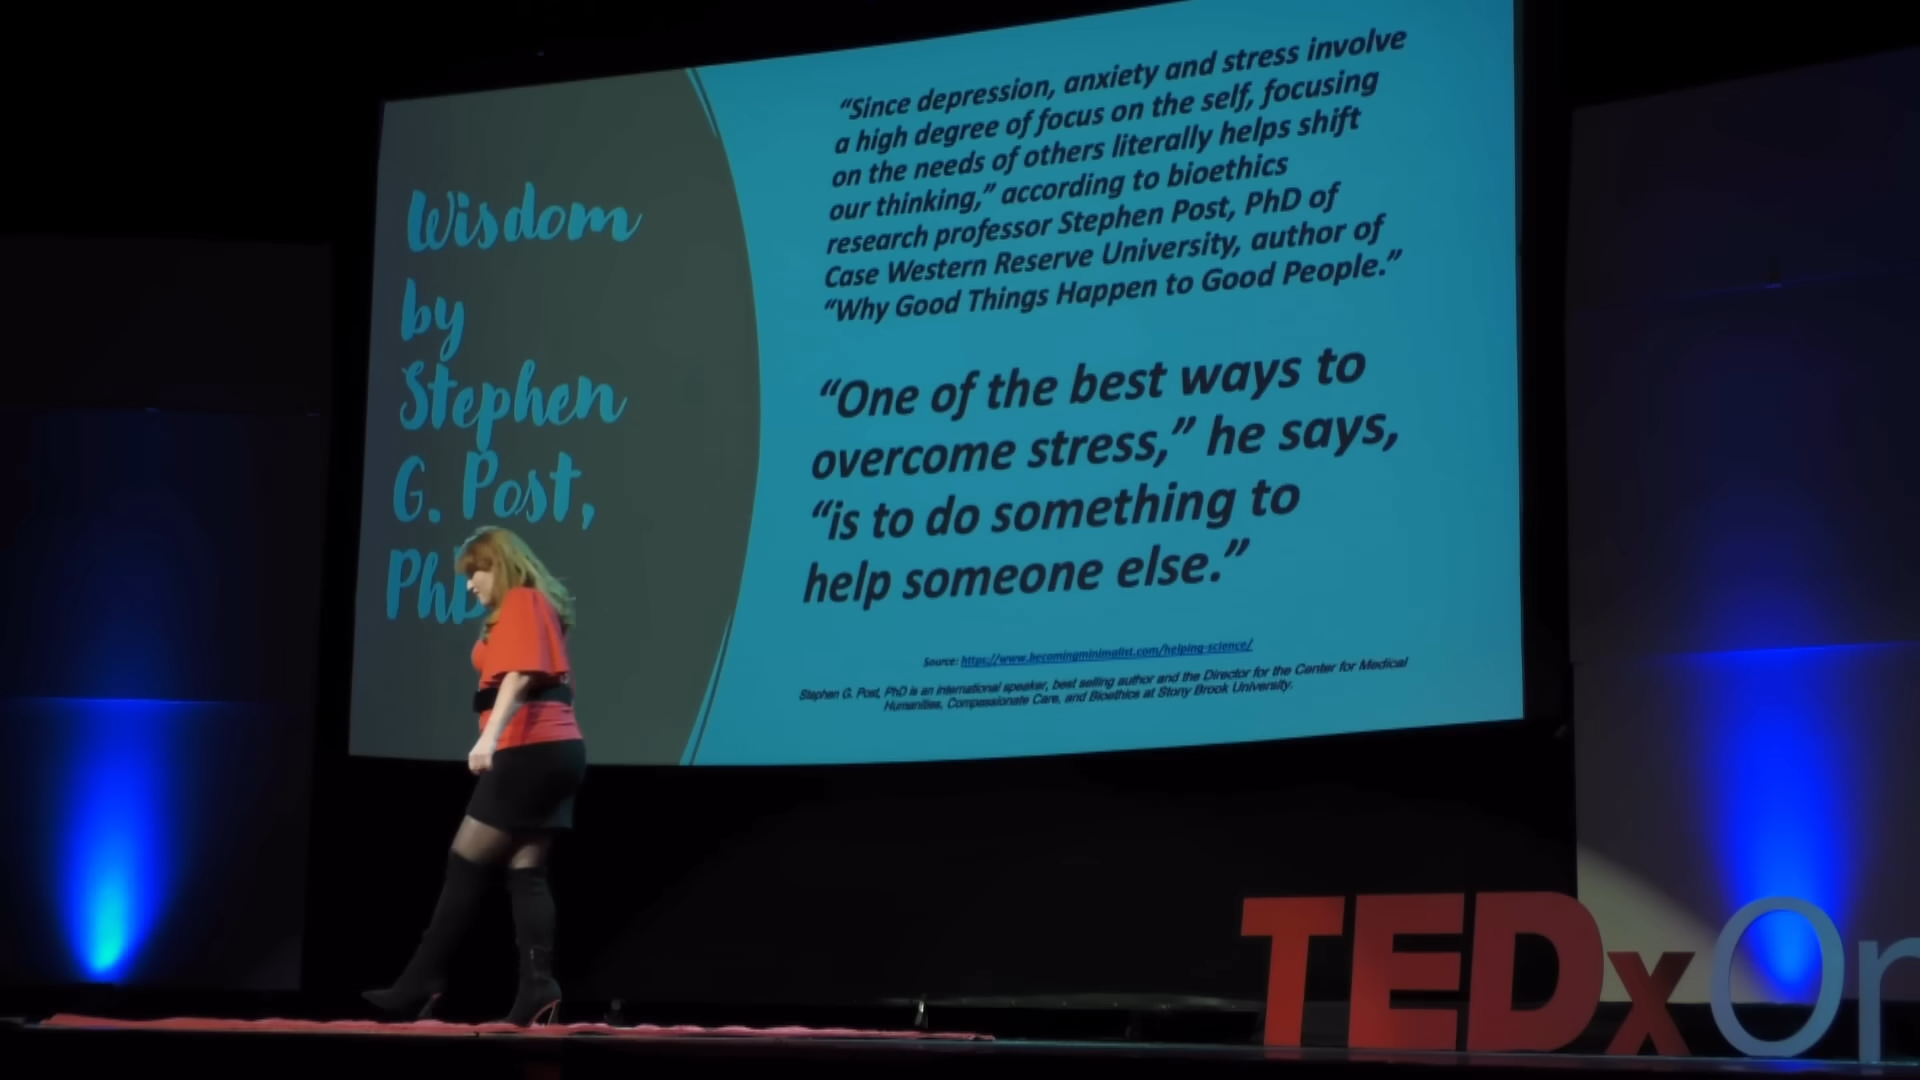 Wisdom
by
Stephen
G. Post,
PhD
“Since depression, anxiety and stress involve
a high degree of focus on the self, focusing
on the needs of others literally helps shift
our thinking,” according to bioethics
research professor Stephen Post, PhD of
Case Western Reserve University, author of
“Why Good Things Happen to Good People.”
“One of the best ways to
overcome stress,” he says,
“is to do something to
help someone else.”
Source: https://www.becomingminimalist.com/helping-science/
Stephen G. Post, PhD is an international speaker, best selling author and the Director for the Center for Medical
Humanities, Compassionate Care, and Bioethics at Stony Brook University.
TEDx